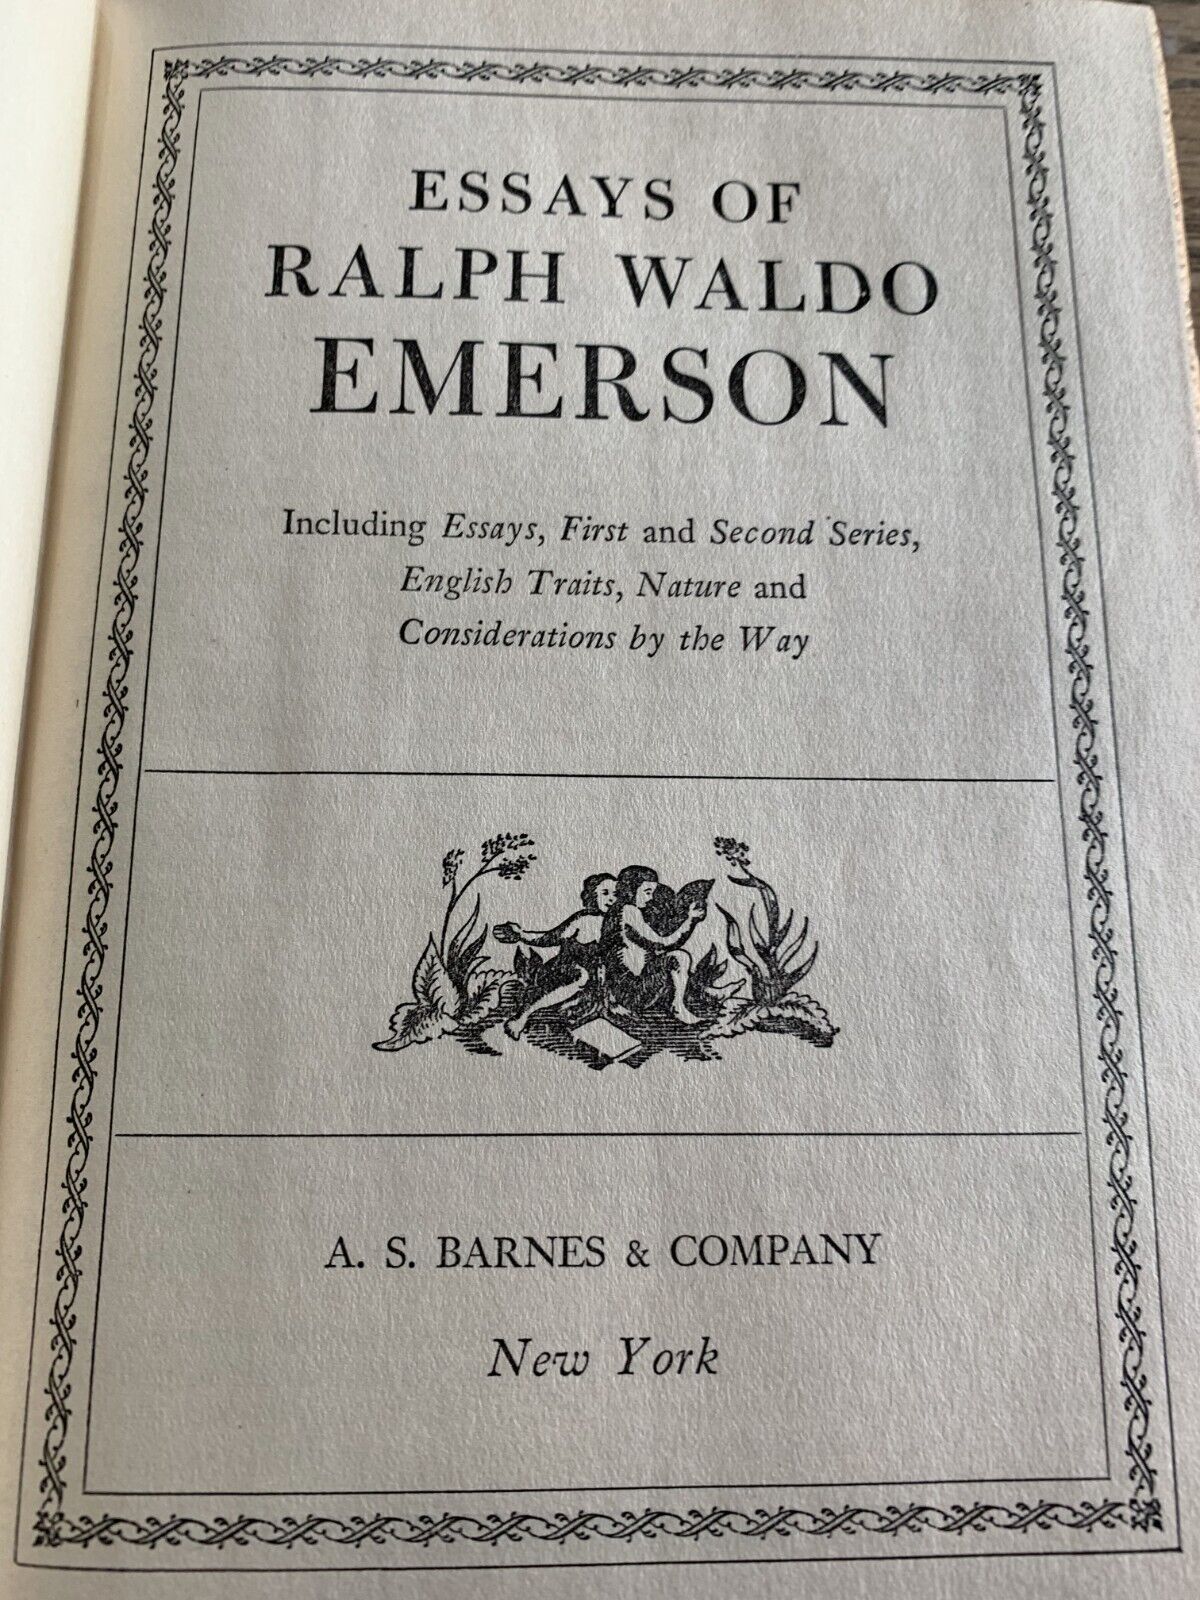 ESSAYS OF
RALPH WALDO
EMERSON
Including Essays, First and Second Series,
English Traits, Nature and
Considerations by the Way
A. S. BARNES & COMPANY
New York